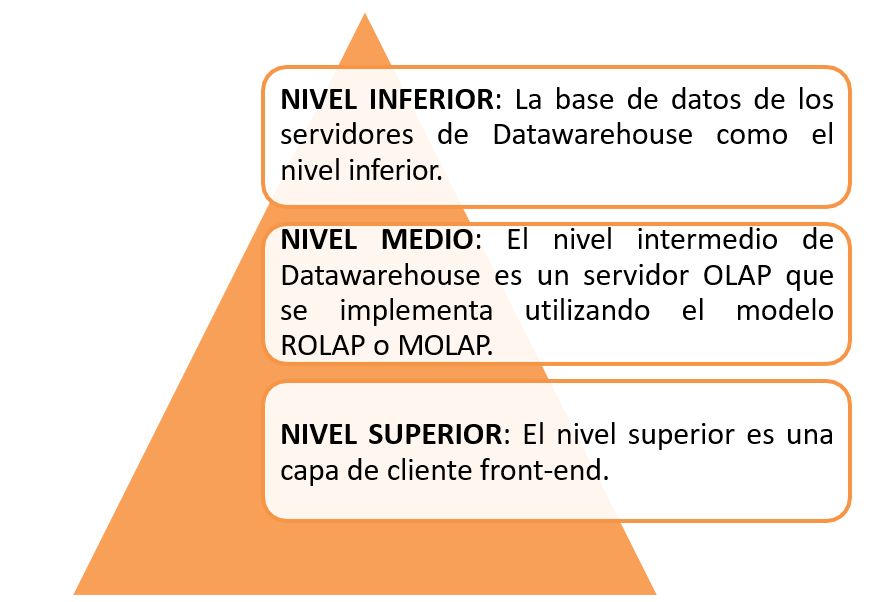 NIVEL INFERIOR: La base de datos de los
servidores de Datawarehouse como el
nivel inferior.
NIVEL MEDIO: El nivel intermedio de
Datawarehouse es un servidor OLAP que
se implementa utilizando el modelo
ROLAP o MOLAP.
NIVEL SUPERIOR: El nivel superior es una
capa de cliente front-end.